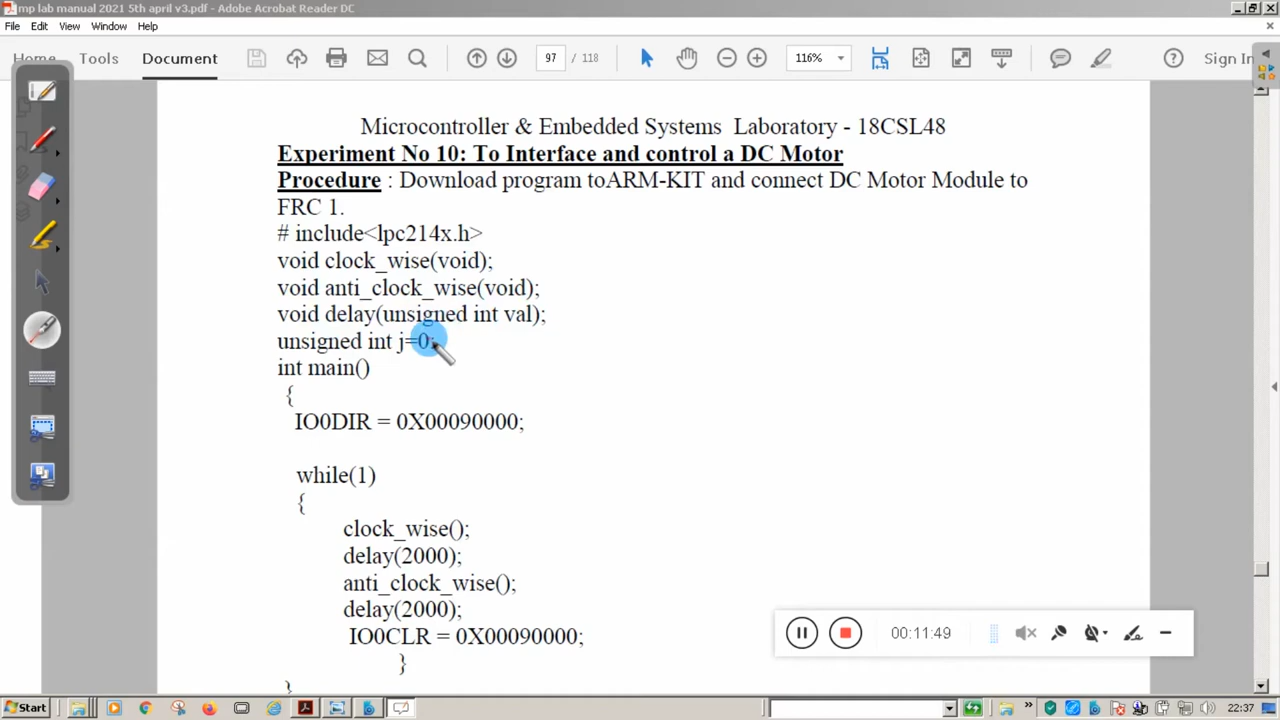 mp lab manual 2021 5th april v3.pdf - Adobe Acrobat Reader DC
File Edit View Window Help
Home Tools Document 97 / 118 116% Sign In
Microcontroller & Embedded Systems Laboratory - 18CSL48
Experiment No 10: To Interface and control a DC Motor
Procedure : Download program toARM-KIT and connect DC Motor Module to
FRC 1.
# include<lpc214x.h>
void clock_wise(void);
void anti_clock_wise(void);
void delay(unsigned int val);
unsigned int j=0;
int main()
{
IO0DIR = 0X00090000;
while(1)
{
clock_wise();
delay(2000);
anti_clock_wise();
delay(2000);
IO0CLR = 0X00090000;
}
}
00:11:49
Start 22:37